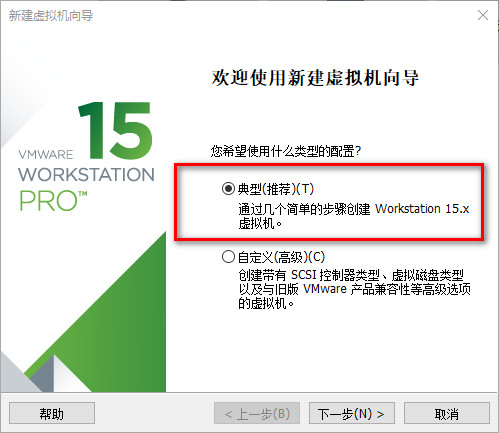 新建虚拟机向导
欢迎使用新建虚拟机向导
15
VMWARE
WORKSTATION
PRO™
您希望使用什么类型的配置?
典型(推荐)(T)
通过几个简单的步骤创建 Workstation 15.x
虚拟机。
自定义(高级)(C)
创建带有 SCSI 控制器类型、虚拟磁盘类型
以及与旧版 VMware 产品兼容性等高级选项
的虚拟机。
帮助
< 上一步(B)
下一步(N) >
取消